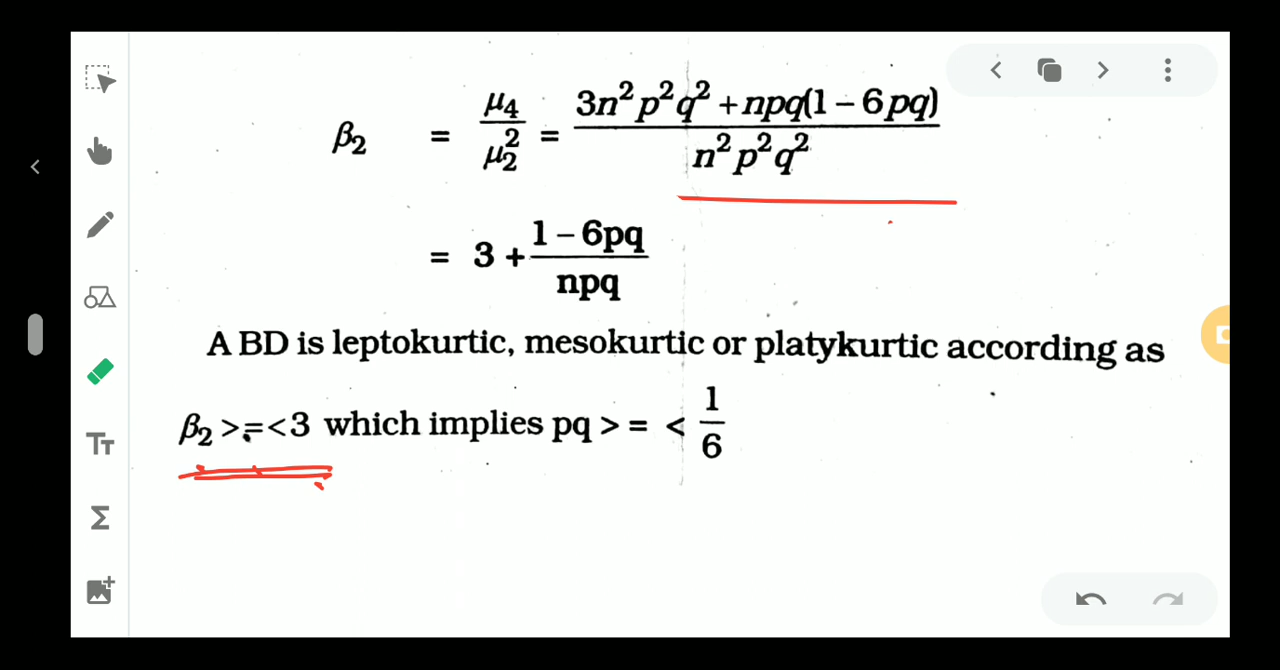 β₂ = μ₄/μ₂² = (3n²p²q² + npq(1 − 6pq))/(n²p²q²)
= 3 + (1 − 6pq)/(npq)
A BD is leptokurtic, mesokurtic or platykurtic according as
β₂ >=<3 which implies pq > = < 1/6
Tт
Σ